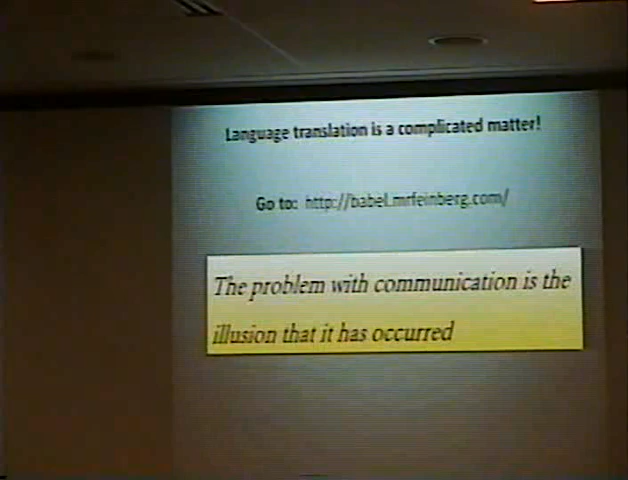 Language translation is a complicated matter!
Go to: http://babel.mrfeinberg.com/
The problem with communication is the
illusion that it has occurred